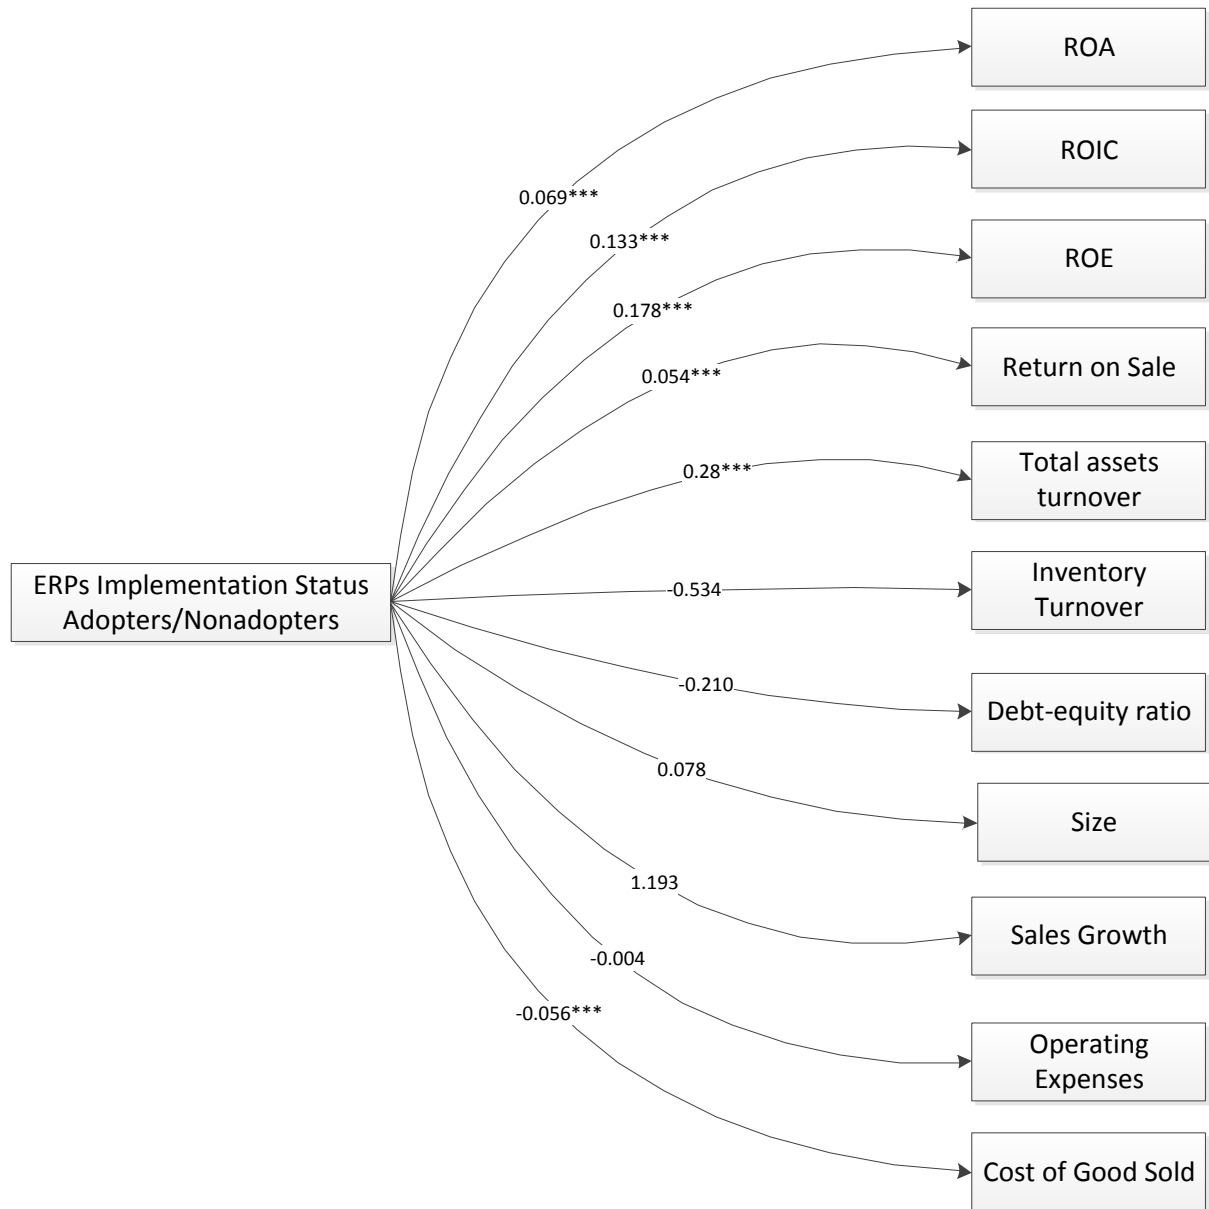 ROA
ROIC
0.069***
0.133***
ROE
0.178***
Return on Sale
0.054***
Total assets
turnover
0.28***
ERPs Implementation Status
Adopters/Nonadopters
Inventory
Turnover
-0.534
-0.210
Debt-equity ratio
0.078
Size
1.193
Sales Growth
-0.004
-0.056***
Operating
Expenses
Cost of Good Sold